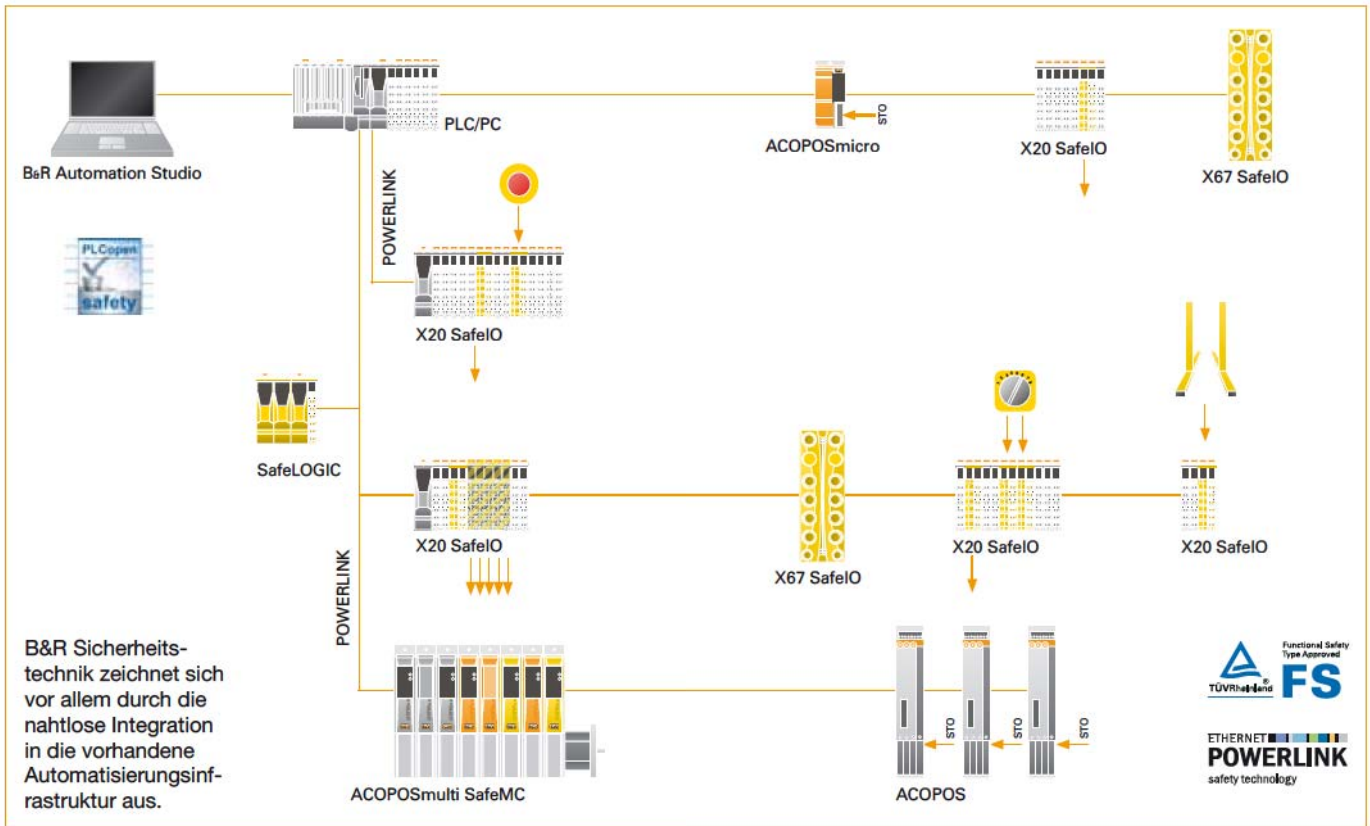 PLC/PC
STO
ACOPOSmicro
X20 SafeIO
X67 SafeIO
B&R Automation Studio
POWERLINK
PLCopen
safety
X20 SafeIO
SafeLOGIC
X20 SafeIO
X67 SafeIO
X20 SafeIO
X20 SafeIO
POWERLINK
B&R Sicherheits-
technik zeichnet sich
vor allem durch die
nahtlose Integration
in die vorhandene
Automatisierungsinf-
rastruktur aus.
ACOPOSmulti SafeMC
STO
STO
STO
ACOPOS
TÜVRheinland®
Functional Safety
Type Approved
FS
ETHERNET
POWERLINK
safety technology